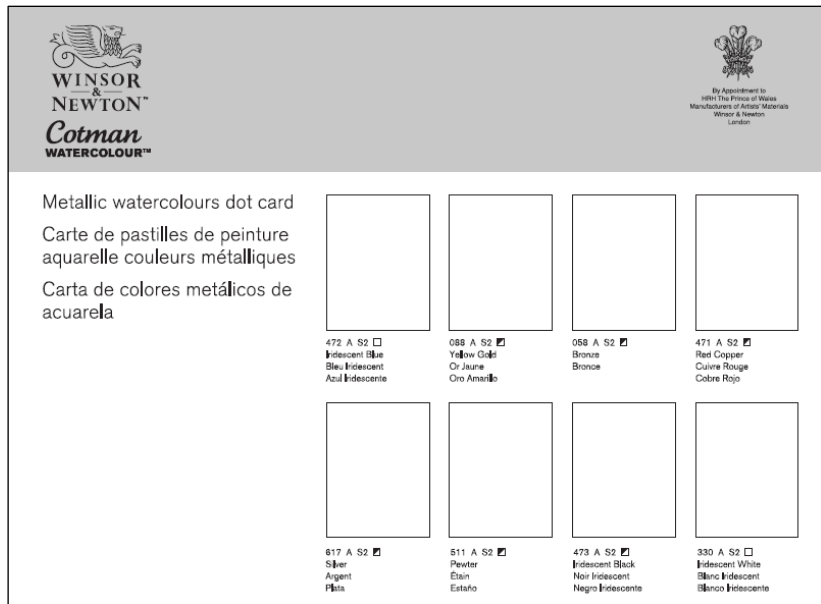 WINSOR
&
NEWTON™
Cotman
WATERCOLOUR™
By Appointment to
HRH The Prince of Wales
Manufacturers of Artists' Materials
Winsor & Newton
London
Metallic watercolours dot card
Carte de pastilles de peinture
aquarelle couleurs métalliques
Carta de colores metálicos de
acuarela
472 A S2
Iridescent Blue
Bleu Iridescent
Azul Iridescente
088 A S2
Yellow Gold
Or Jaune
Oro Amarillo
058 A S2
Bronze
Bronce
471 A S2
Red Copper
Cuivre Rouge
Cobre Rojo
617 A S2
Silver
Argent
Plata
511 A S2
Pewter
Étain
Estaño
473 A S2
Iridescent Black
Noir Iridescent
Negro Iridescente
330 A S2
Iridescent White
Blanc Iridescent
Blanco Iridescente